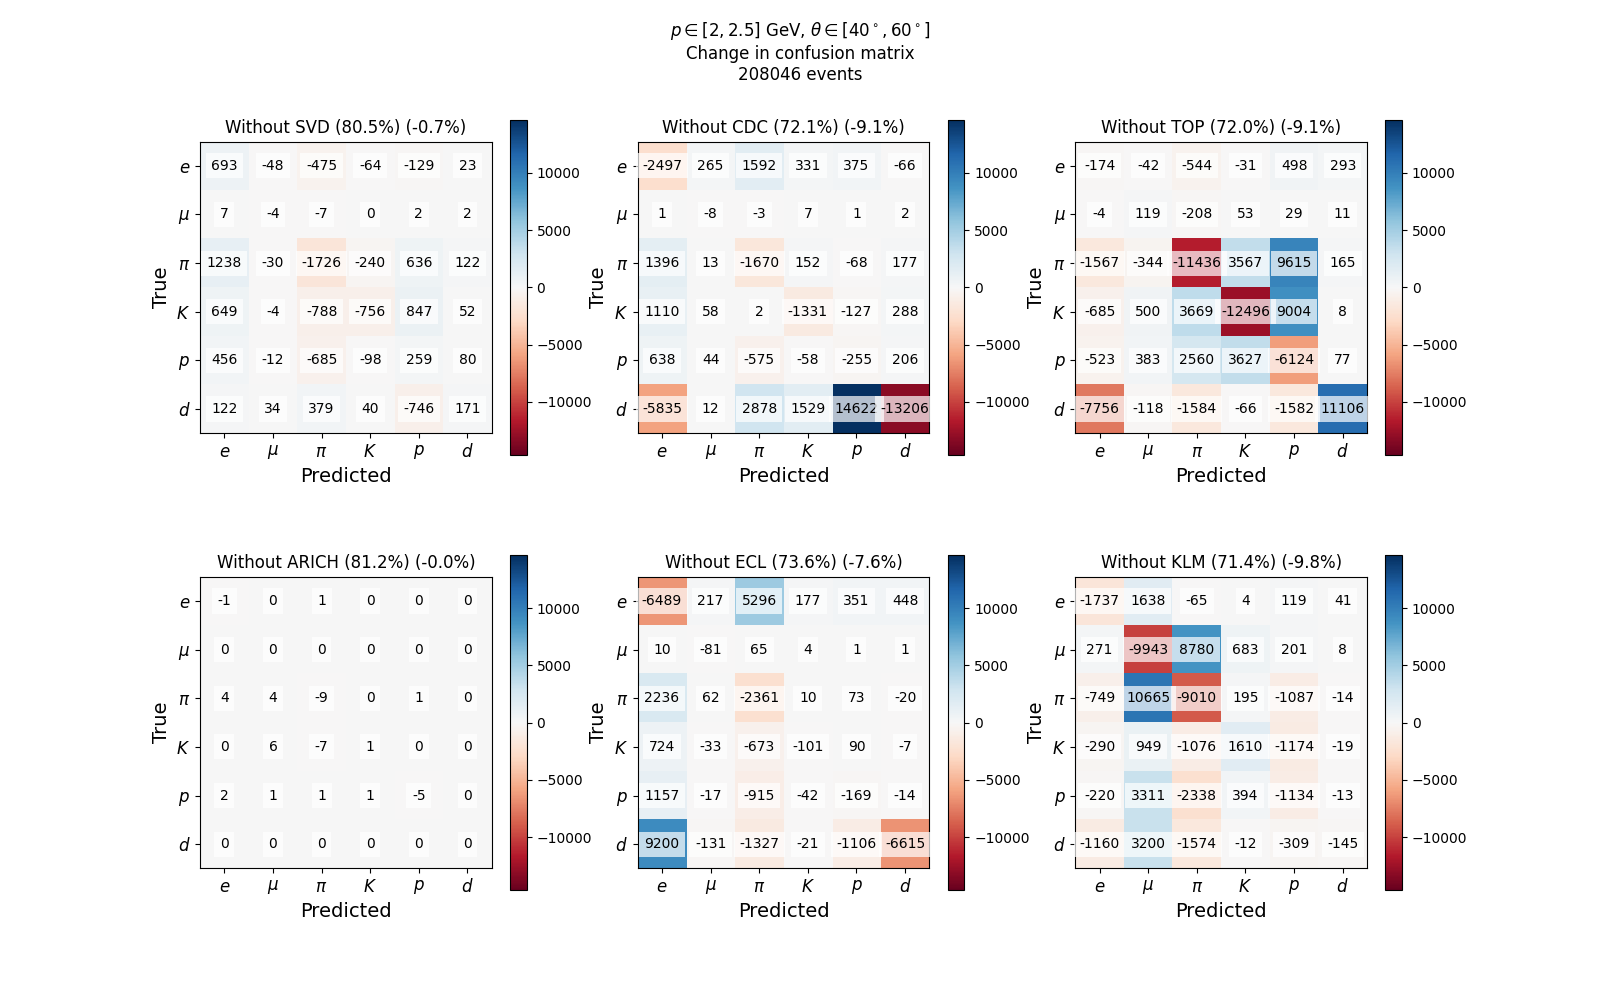 p ∈ [2, 2.5] GeV, θ ∈ [40°, 60°]
Change in confusion matrix
208046 events
Without SVD (80.5%) (-0.7%)
e 693 -48 -475 -64 -129 23
μ 7 -4 -7 0 2 2
π 1238 -30 -1726 -240 636 122
K 649 -4 -788 -756 847 52
p 456 -12 -685 -98 259 80
d 122 34 379 40 -746 171
e μ π K p d
Predicted
True
10000
5000
0
−5000
−10000
Without CDC (72.1%) (-9.1%)
e -2497 265 1592 331 375 -66
μ 1 -8 -3 7 1 2
π 1396 13 -1670 152 -68 177
K 1110 58 2 -1331 -127 288
p 638 44 -575 -58 -255 206
d -5835 12 2878 1529 14622 -13206
e μ π K p d
Predicted
True
10000
5000
0
−5000
−10000
Without TOP (72.0%) (-9.1%)
e -174 -42 -544 -31 498 293
μ -4 119 -208 53 29 11
π -1567 -344 -11436 3567 9615 165
K -685 500 3669 -12496 9004 8
p -523 383 2560 3627 -6124 77
d -7756 -118 -1584 -66 -1582 11106
e μ π K p d
Predicted
True
10000
5000
0
−5000
−10000
Without ARICH (81.2%) (-0.0%)
e -1 0 1 0 0 0
μ 0 0 0 0 0 0
π 4 4 -9 0 1 0
K 0 6 -7 1 0 0
p 2 1 1 1 -5 0
d 0 0 0 0 0 0
e μ π K p d
Predicted
True
10000
5000
0
−5000
−10000
Without ECL (73.6%) (-7.6%)
e -6489 217 5296 177 351 448
μ 10 -81 65 4 1 1
π 2236 62 -2361 10 73 -20
K 724 -33 -673 -101 90 -7
p 1157 -17 -915 -42 -169 -14
d 9200 -131 -1327 -21 -1106 -6615
e μ π K p d
Predicted
True
10000
5000
0
−5000
−10000
Without KLM (71.4%) (-9.8%)
e -1737 1638 -65 4 119 41
μ 271 -9943 8780 683 201 8
π -749 10665 -9010 195 -1087 -14
K -290 949 -1076 1610 -1174 -19
p -220 3311 -2338 394 -1134 -13
d -1160 3200 -1574 -12 -309 -145
e μ π K p d
Predicted
True
10000
5000
0
−5000
−10000